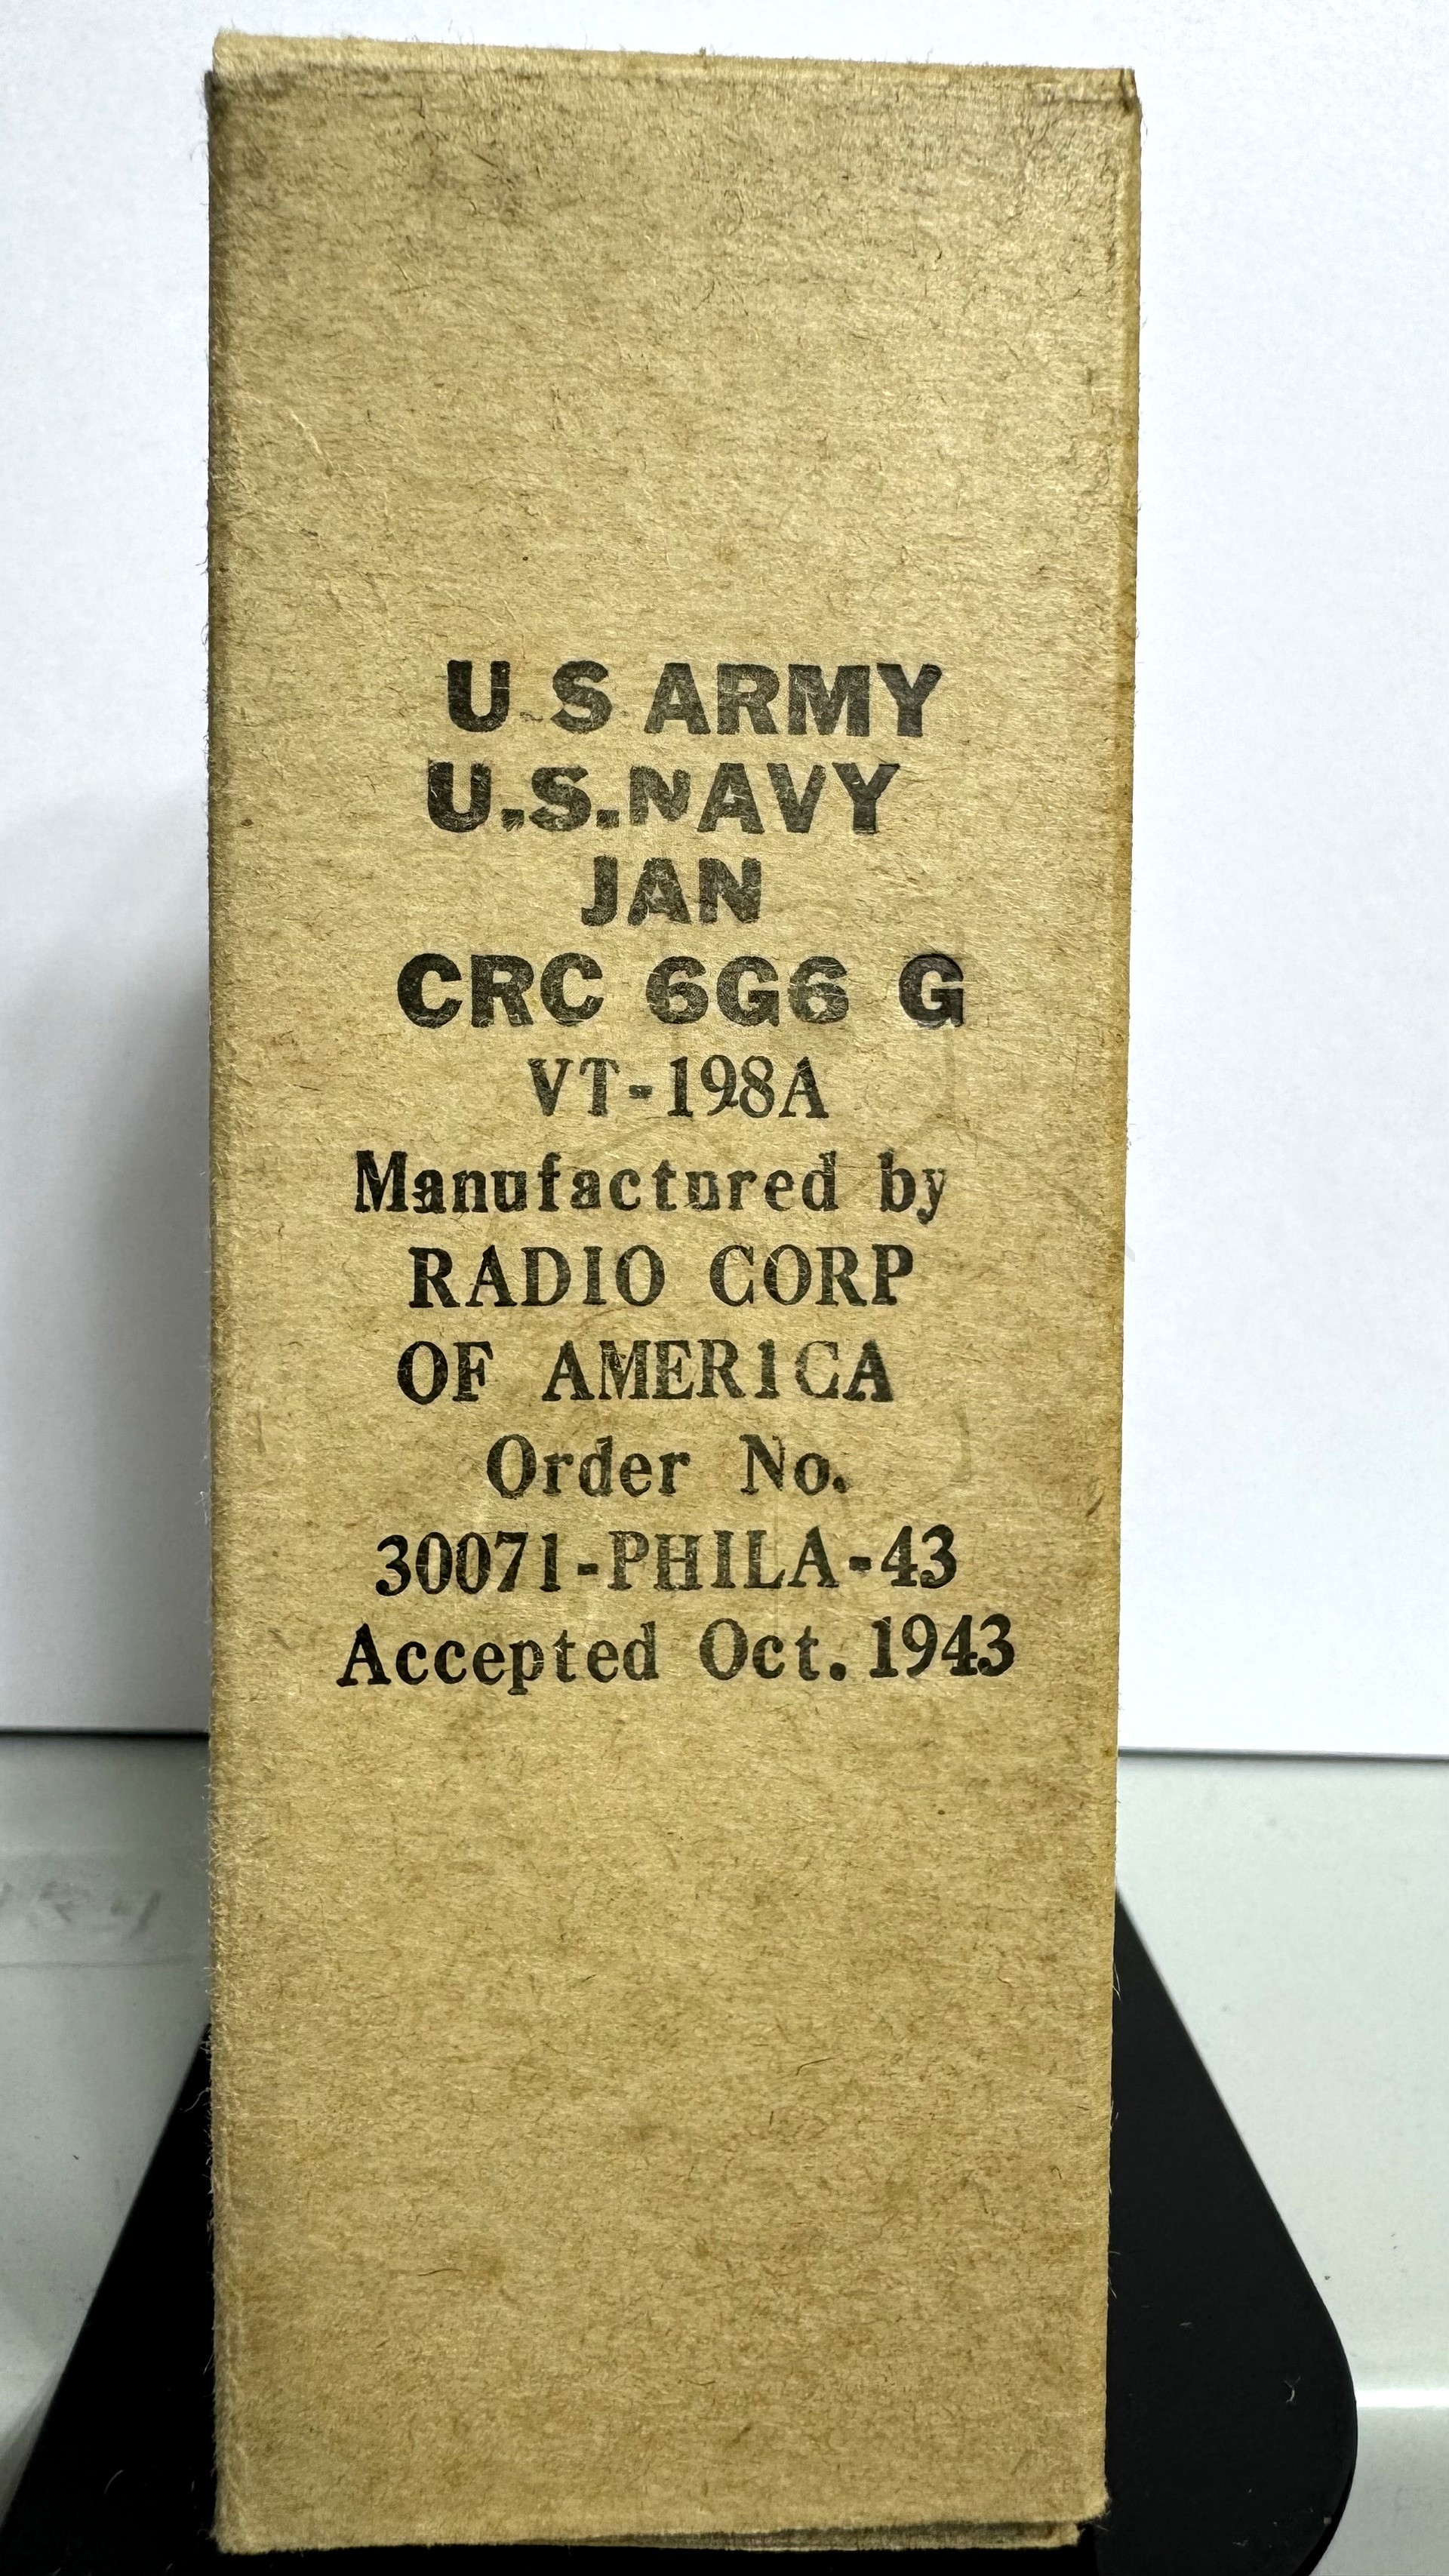 U S ARMY
U.S.NAVY
JAN
CRC 6G6 G
VT-198A
Manufactured by
RADIO CORP
OF AMERICA
Order No.
30071-PHILA-43
Accepted Oct. 1943